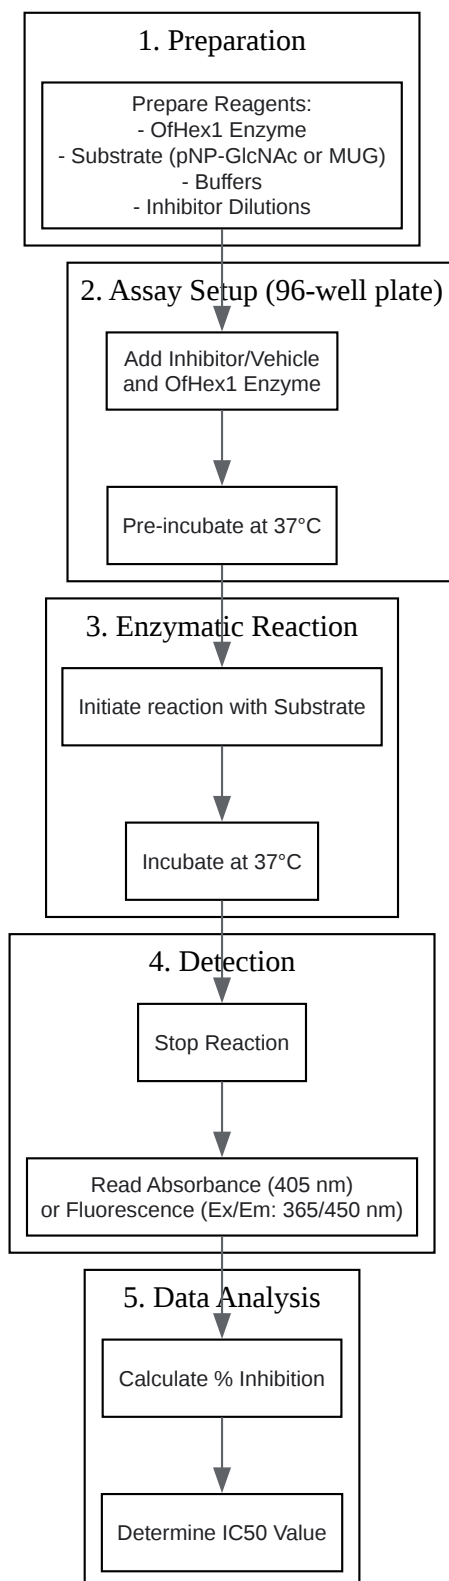 1. Preparation
Prepare Reagents:
- OfHex1 Enzyme
- Substrate (pNP-GlcNAc or MUG)
- Buffers
- Inhibitor Dilutions
2. Assay Setup (96-well plate)
Add Inhibitor/Vehicle
and OfHex1 Enzyme
Pre-incubate at 37°C
3. Enzymatic Reaction
Initiate reaction with Substrate
Incubate at 37°C
4. Detection
Stop Reaction
Read Absorbance (405 nm)
or Fluorescence (Ex/Em: 365/450 nm)
5. Data Analysis
Calculate % Inhibition
Determine IC50 Value